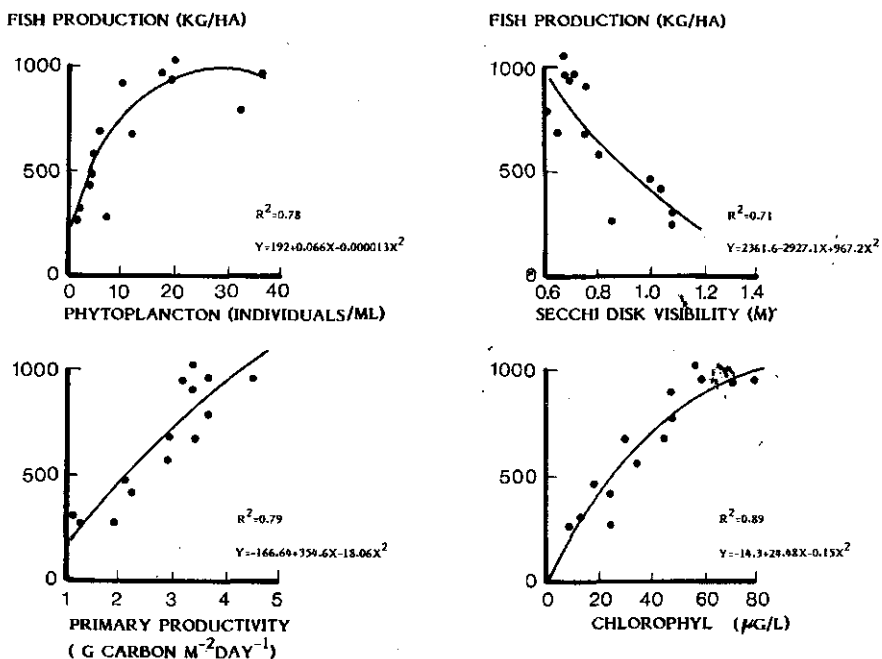 FISH PRODUCTION (KG/HA)
1000
500
0
R²=0.78
Y=192+0.066X-0.000013X²
0 10 20 30 40
PHYTOPLANCTON (INDIVIDUALS/ML)
FISH PRODUCTION (KG/HA)
1000
500
0
R²=0.71
Y=2361.6-2927.1X+967.2X²
0.6 0.8 1.0 1.2 1.4
SECCHI DISK VISIBILITY (M)
1000
500
0
R²=0.79
Y=-166.64+354.6X-18.06X²
1 2 3 4 5
PRIMARY PRODUCTIVITY
( G CARBON M⁻²DAY⁻¹)
1000
500
0
R²=0.89
Y=-14.3+24.48X-0.15X²
0 20 40 60 80
CHLOROPHYL (μG/L)